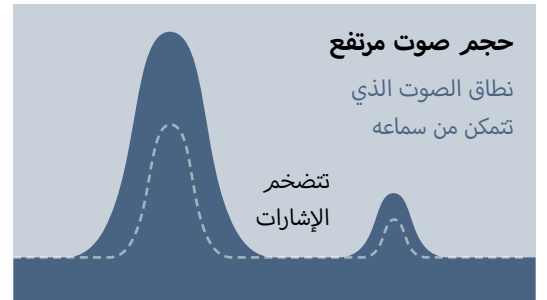 حجم صوت مرتفع
نطاق الصوت الذي
تتمكن من سماعه
تتضخم
الإشارات